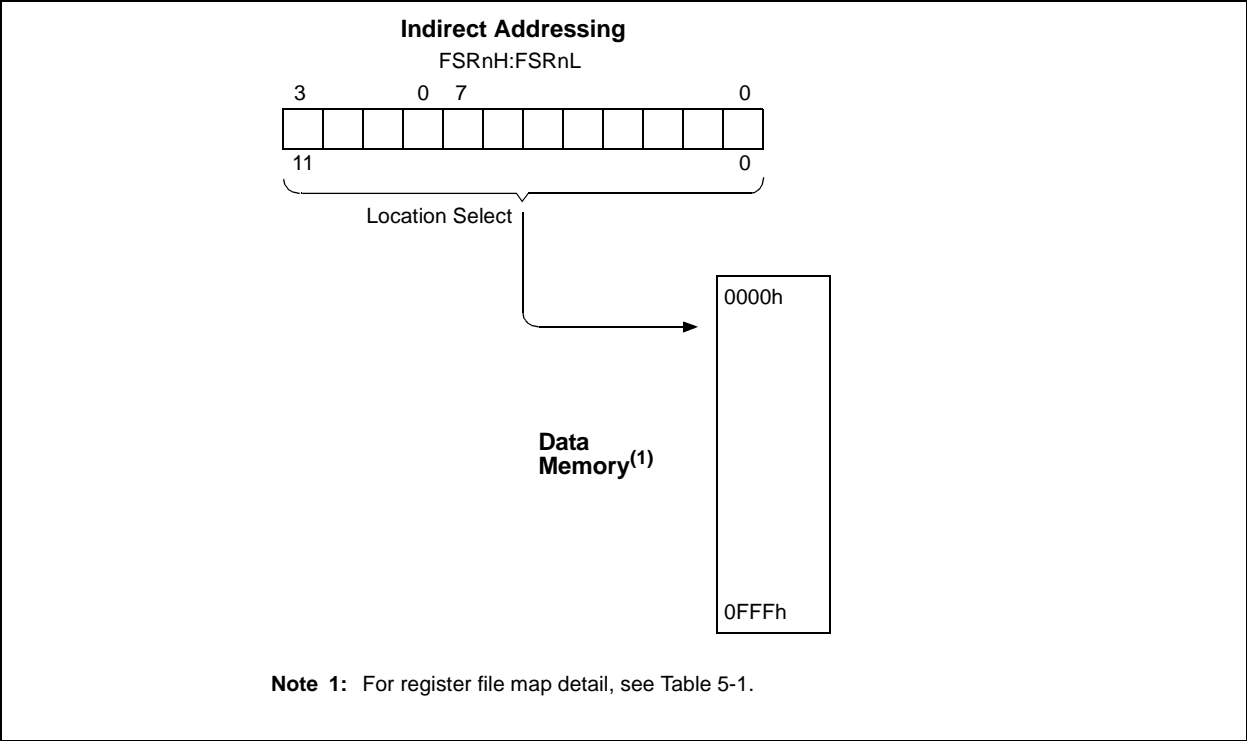 Indirect Addressing
FSRnH:FSRnL
3 0 7 0
11 0
Location Select
0000h
Data
Memory(1)
0FFFh
Note 1: For register file map detail, see Table 5-1.